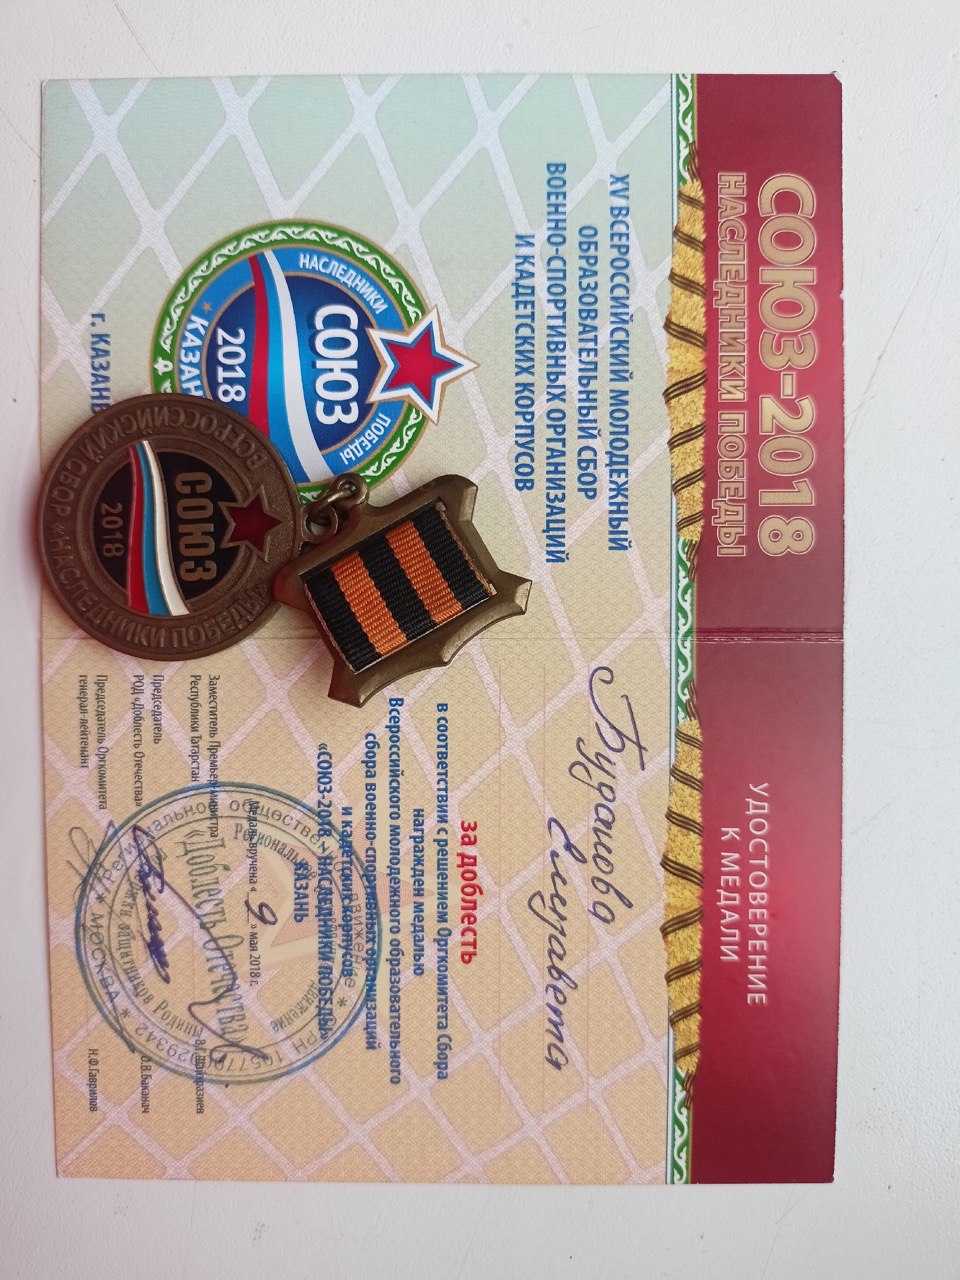 СОЮЗ-2018
НАСЛЕДНИКИ ПОБЕДЫ
XV ВСЕРОССИЙСКИЙ МОЛОДЕЖНЫЙ
ОБРАЗОВАТЕЛЬНЫЙ СБОР
ВОЕННО-СПОРТИВНЫХ ОРГАНИЗАЦИЙ
И КАДЕТСКИХ КОРПУСОВ
НАСЛЕДНИКИ ПОБЕДЫ
СОЮЗ
2018
КАЗАН
г. КАЗАНЬ
ВСЕРОССИЙСКИЙ СБОР «НАСЛЕДНИКИ ПОБЕДЫ»
СОЮЗ
2018
УДОСТОВЕРЕНИЕ
К МЕДАЛИ
Елизавета
за доблесть
в соответствии с решением Оргкомитета Сбора
награжден медалью
Всероссийского молодежного образовательного
сбора военно-спортивных организаций
и кадетских корпусов
«СОЮЗ-2018 - НАСЛЕДНИКИ ПОБЕДЫ»
КАЗАНЬ
Медаль вручена « 9 » мая 2018 г.
Заместитель Премьер-министра
Республики Татарстан
Председатель
РОД «Доблесть Отечества» О.В.Баканач
Председатель Оргкомитета
генерал-лейтенант Н.Ф.Гаврилов
«Доблесть Отечества»
* МОСКВА *